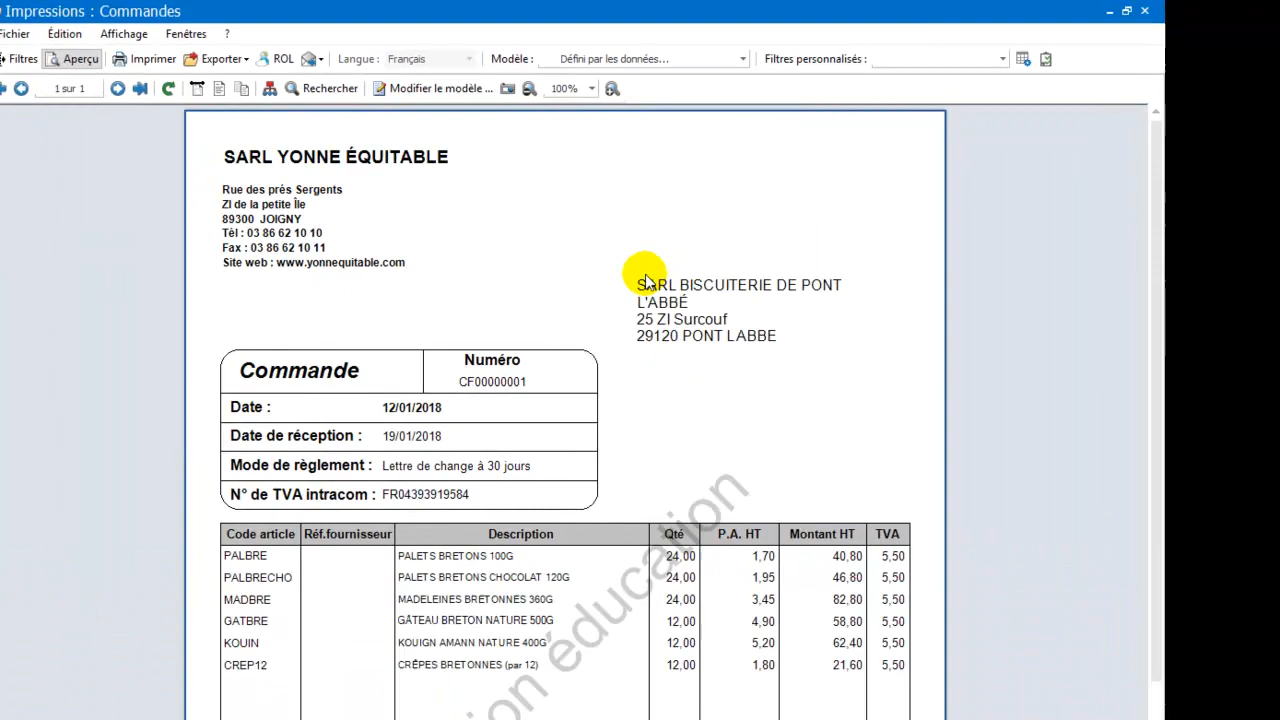 Impressions : Commandes
Fichier Édition Affichage Fenêtres ?
Filtres Aperçu Imprimer Exporter ROL Langue : Français Modèle : Défini par les données... Filtres personnalisés :
1 sur 1 Rechercher Modifier le modèle ... 100%
SARL YONNE ÉQUITABLE
Rue des prés Sergents
ZI de la petite Île
89300 JOIGNY
Tél : 03 86 62 10 10
Fax : 03 86 62 10 11
Site web : www.yonnequitable.com
SARL BISCUITERIE DE PONT
L'ABBÉ
25 ZI Surcouf
29120 PONT LABBE
Commande Numéro
CF00000001
Date : 12/01/2018
Date de réception : 19/01/2018
Mode de règlement : Lettre de change à 30 jours
N° de TVA intracom : FR04393919584
Code article Réf.fournisseur Description Qté P.A. HT Montant HT TVA
PALBRE PALETS BRETONS 100G 24,00 1,70 40,80 5,50
PALBRECHO PALETS BRETONS CHOCOLAT 120G 24,00 1,95 46,80 5,50
MADBRE MADELEINES BRETONNES 360G 24,00 3,45 82,80 5,50
GATBRE GÂTEAU BRETON NATURE 500G 12,00 4,90 58,80 5,50
KOUIN KOUIGN AMANN NATURE 400G 12,00 5,20 62,40 5,50
CREP12 CRÊPES BRETONNES (par 12) 12,00 1,80 21,60 5,50
éducation